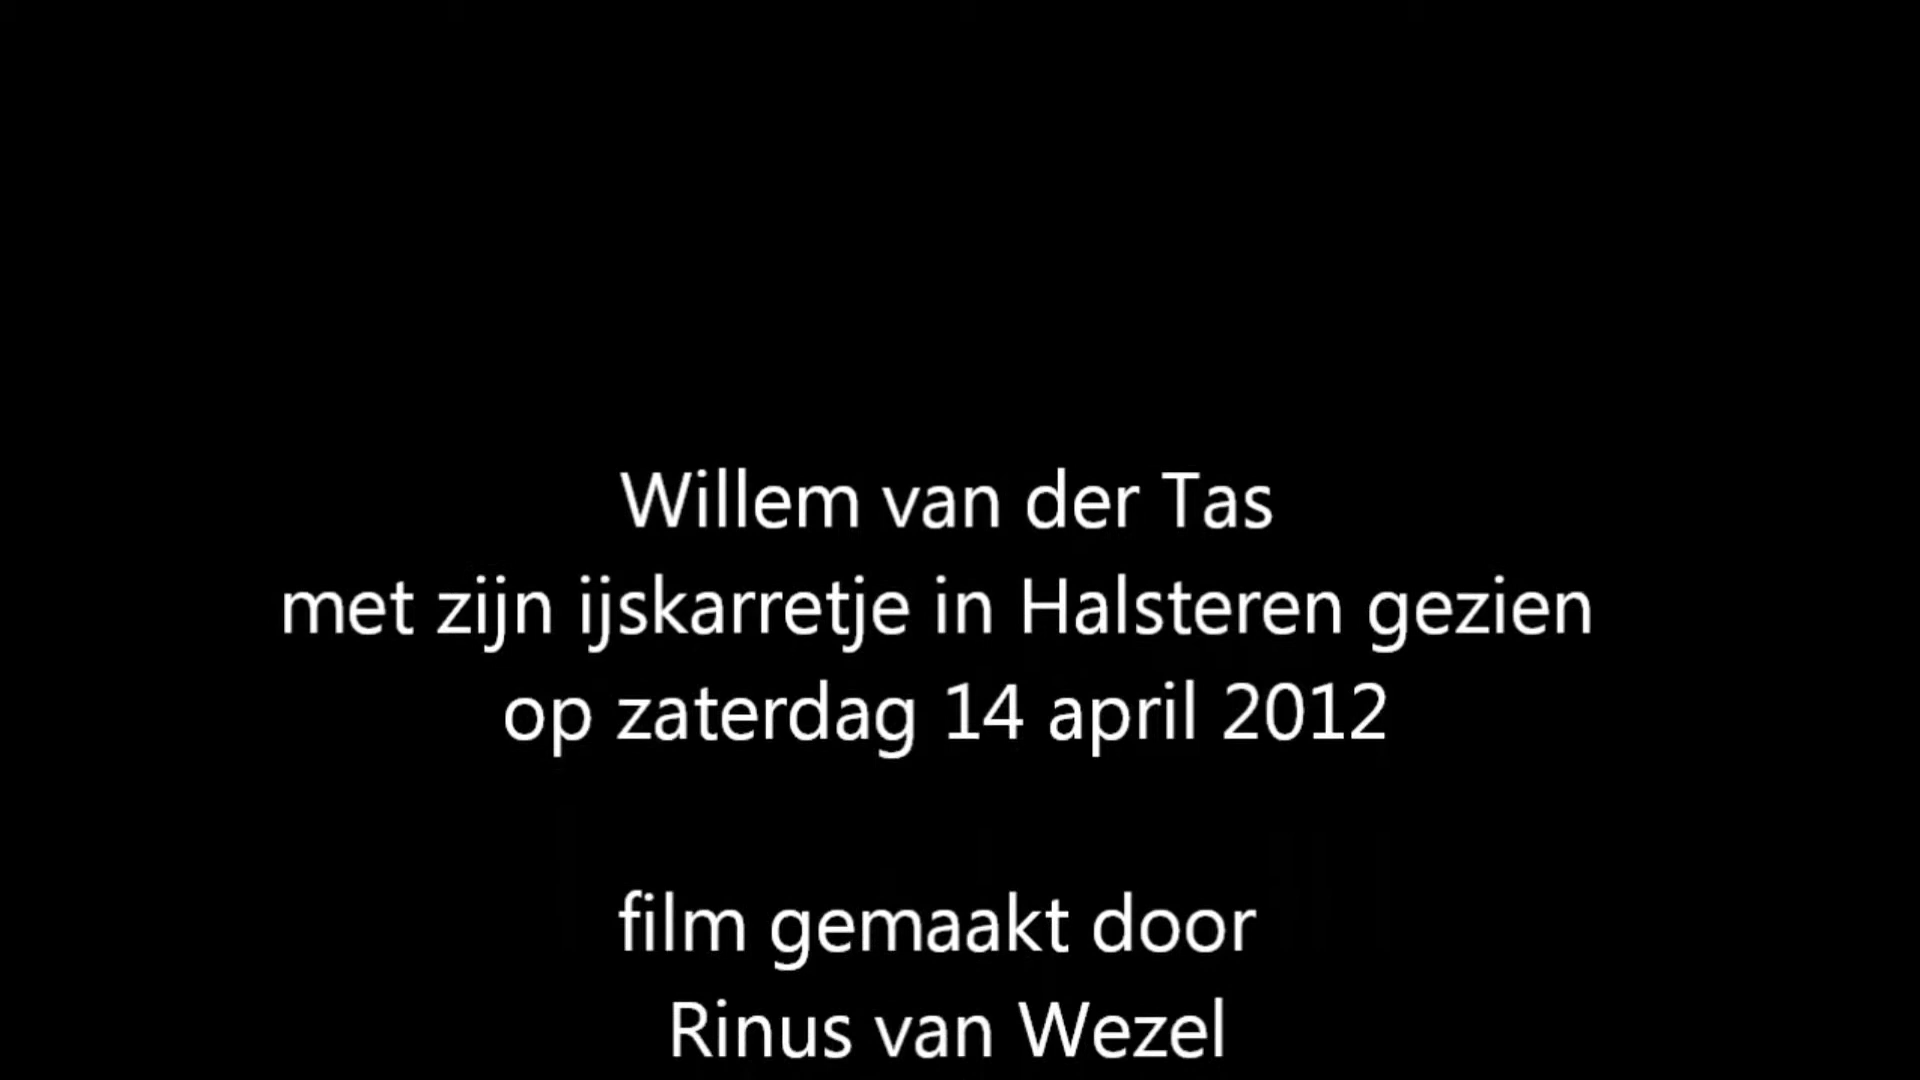 Willem van der Tas
met zijn ijskarretje in Halsteren gezien
op zaterdag 14 april 2012
film gemaakt door
Rinus van Wezel